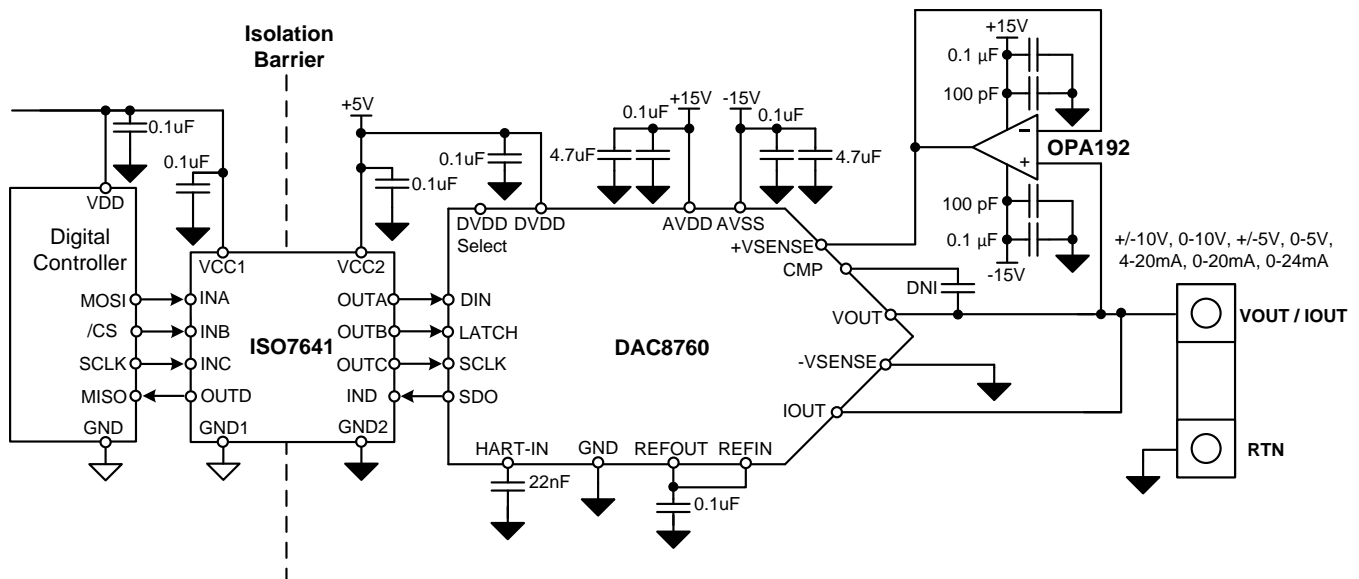 Isolation
Barrier
0.1uF
0.1uF
+5V
0.1uF
0.1uF
0.1uF
+15V
4.7uF
-15V
0.1uF
4.7uF
+15V
0.1 µF
100 pF
OPA192
100 pF
0.1 µF
-15V
+/-10V, 0-10V, +/-5V, 0-5V,
4-20mA, 0-20mA, 0-24mA
VDD
Digital
Controller
MOSI
/CS
SCLK
MISO
GND
VCC1
VCC2
INA
INB
INC
OUTD
GND1
ISO7641
OUTA
OUTB
OUTC
IND
GND2
DVDD
Select
DVDD
AVDD
AVSS
+VSENSE
CMP
DNI
VOUT
-VSENSE
IOUT
DIN
LATCH
SCLK
SDO
DAC8760
HART-IN
GND
REFOUT
REFIN
22nF
0.1uF
VOUT / IOUT
RTN